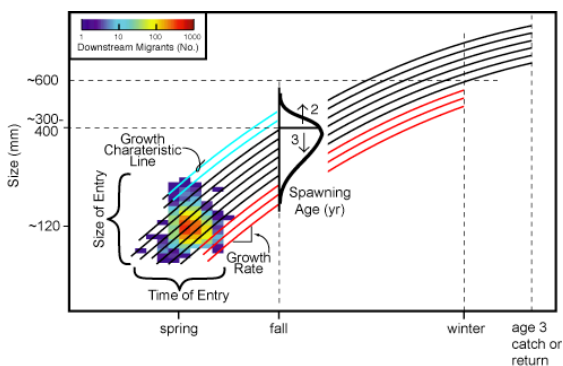 1 10 100 1000
Downstream Migrants (No.)
Size (mm)
~600
~300-
400
~120
Growth
Charateristic
Line
Size of Entry
2
3
Spawning
Age (yr)
Growth
Rate
Time of Entry
spring
fall
winter
age 3
catch or
return